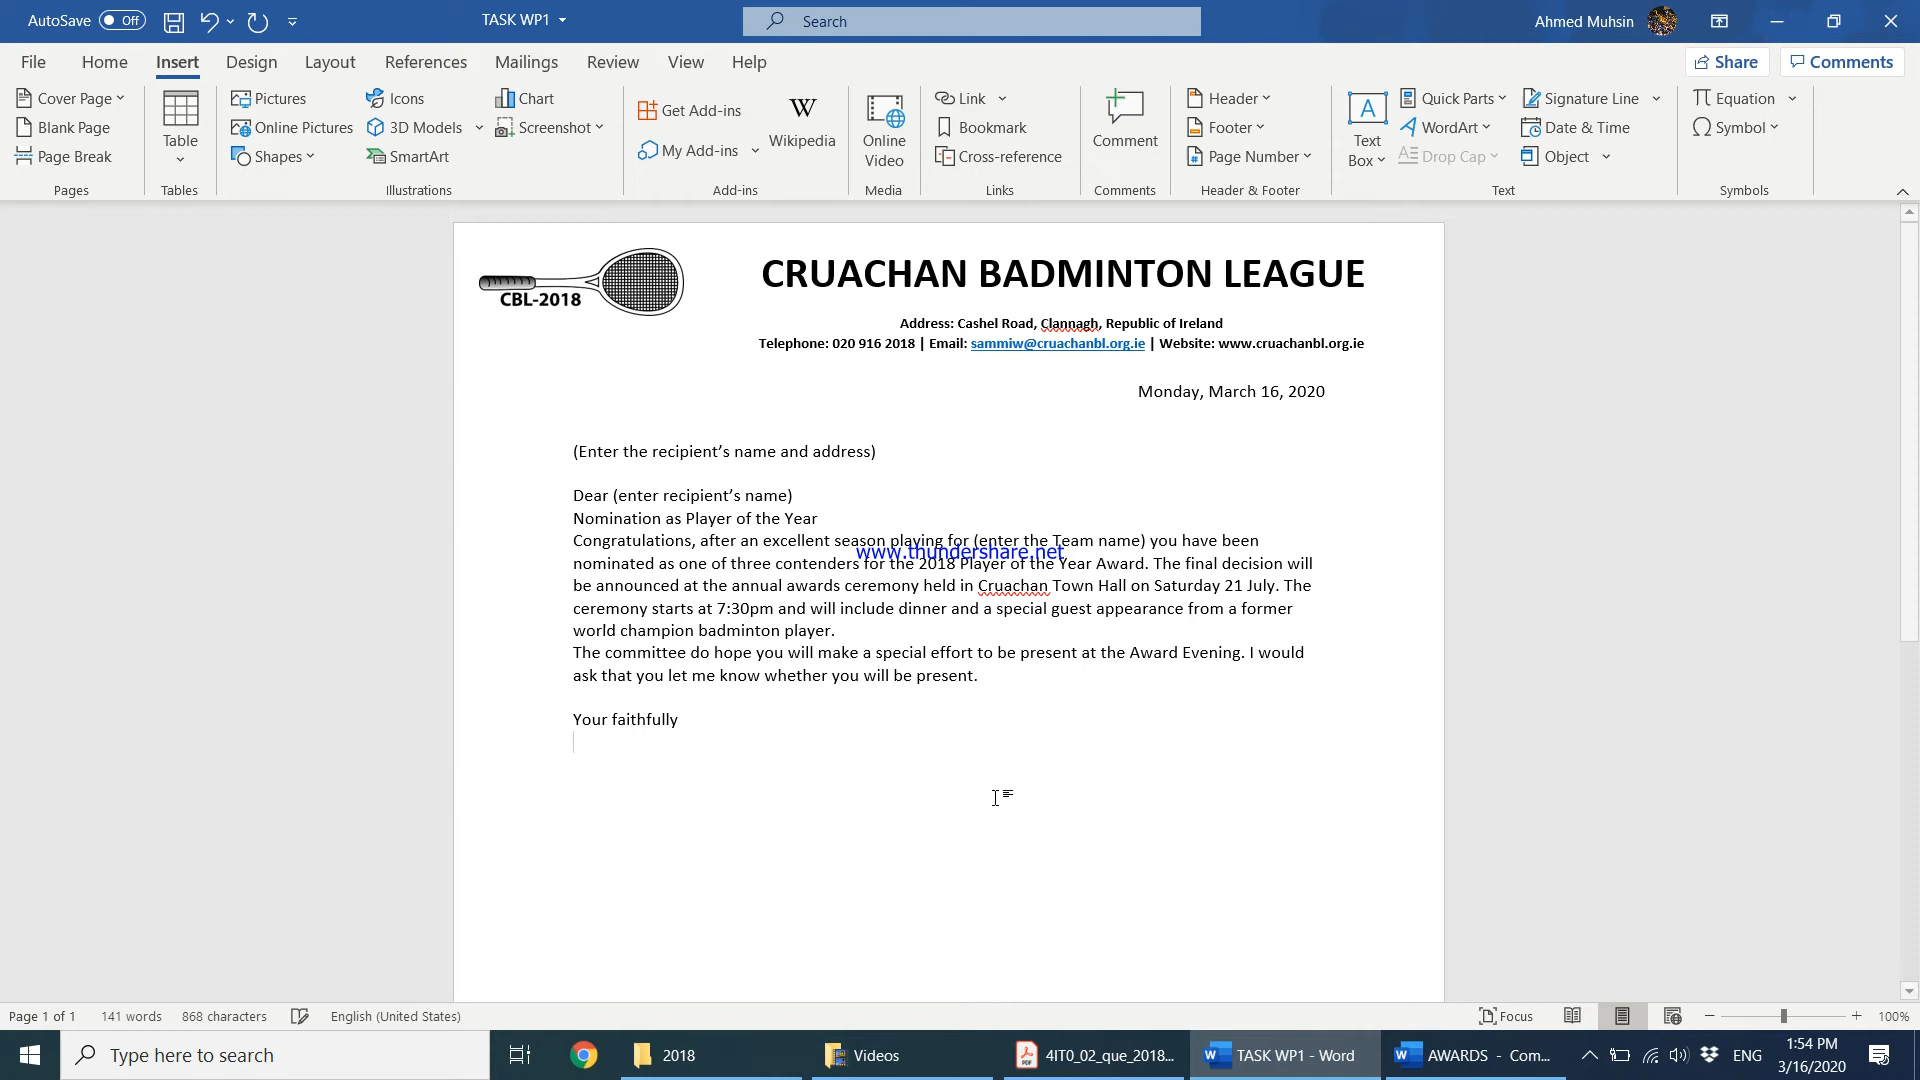 AutoSave Off TASK WP1 Search Ahmed Muhsin
File Home Insert Design Layout References Mailings Review View Help Share Comments
Cover Page
Blank Page
Page Break
Pages
Table
Tables
Pictures Icons Chart
Online Pictures 3D Models Screenshot
Shapes SmartArt
Illustrations
Get Add-ins
My Add-ins
Wikipedia
Add-ins
Online
Video
Media
Link
Bookmark
Cross-reference
Links
Comment
Comments
Header
Footer
Page Number
Header & Footer
Text
Box
Quick Parts Signature Line
WordArt Date & Time
Drop Cap Object
Text
Equation
Symbol
Symbols
CBL-2018
CRUACHAN BADMINTON LEAGUE
Address: Cashel Road, Clannagh, Republic of Ireland
Telephone: 020 916 2018 | Email: sammiw@cruachanbl.org.ie | Website: www.cruachanbl.org.ie
Monday, March 16, 2020
(Enter the recipient’s name and address)
Dear (enter recipient’s name)
Nomination as Player of the Year
Congratulations, after an excellent season playing for (enter the Team name) you have been
www.thundershare.net
nominated as one of three contenders for the 2018 Player of the Year Award. The final decision will
be announced at the annual awards ceremony held in Cruachan Town Hall on Saturday 21 July. The
ceremony starts at 7:30pm and will include dinner and a special guest appearance from a former
world champion badminton player.
The committee do hope you will make a special effort to be present at the Award Evening. I would
ask that you let me know whether you will be present.
Your faithfully
Page 1 of 1 141 words 868 characters English (United States) Focus 100%
Type here to search 2018 Videos 4IT0_02_que_2018... TASK WP1 - Word AWARDS - Com... ENG 1:54 PM
3/16/2020